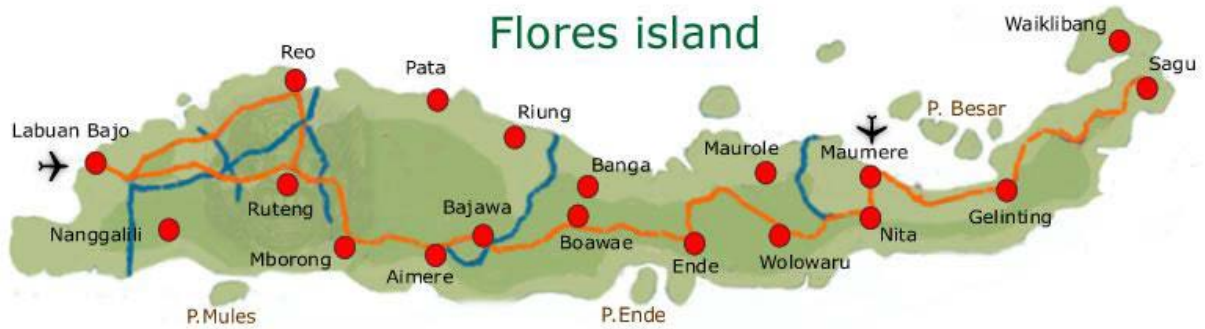 Flores island
Waiklibang
Sagu
Reo
Pata
Riung
P. Besar
Labuan Bajo
Banga
Maurole
Maumere
Ruteng
Bajawa
Gelinting
Nanggalili
Mborong
Aimere
Boawae
Ende
Wolowaru
Nita
P.Mules
P.Ende